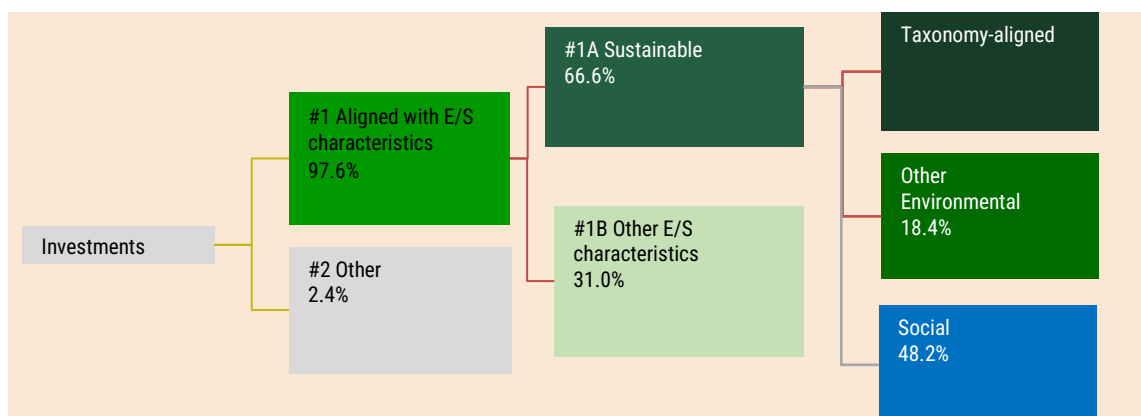 Investments
#1 Aligned with E/S
characteristics
97.6%
#2 Other
2.4%
#1A Sustainable
66.6%
#1B Other E/S
characteristics
31.0%
Taxonomy-aligned
Other
Environmental
18.4%
Social
48.2%